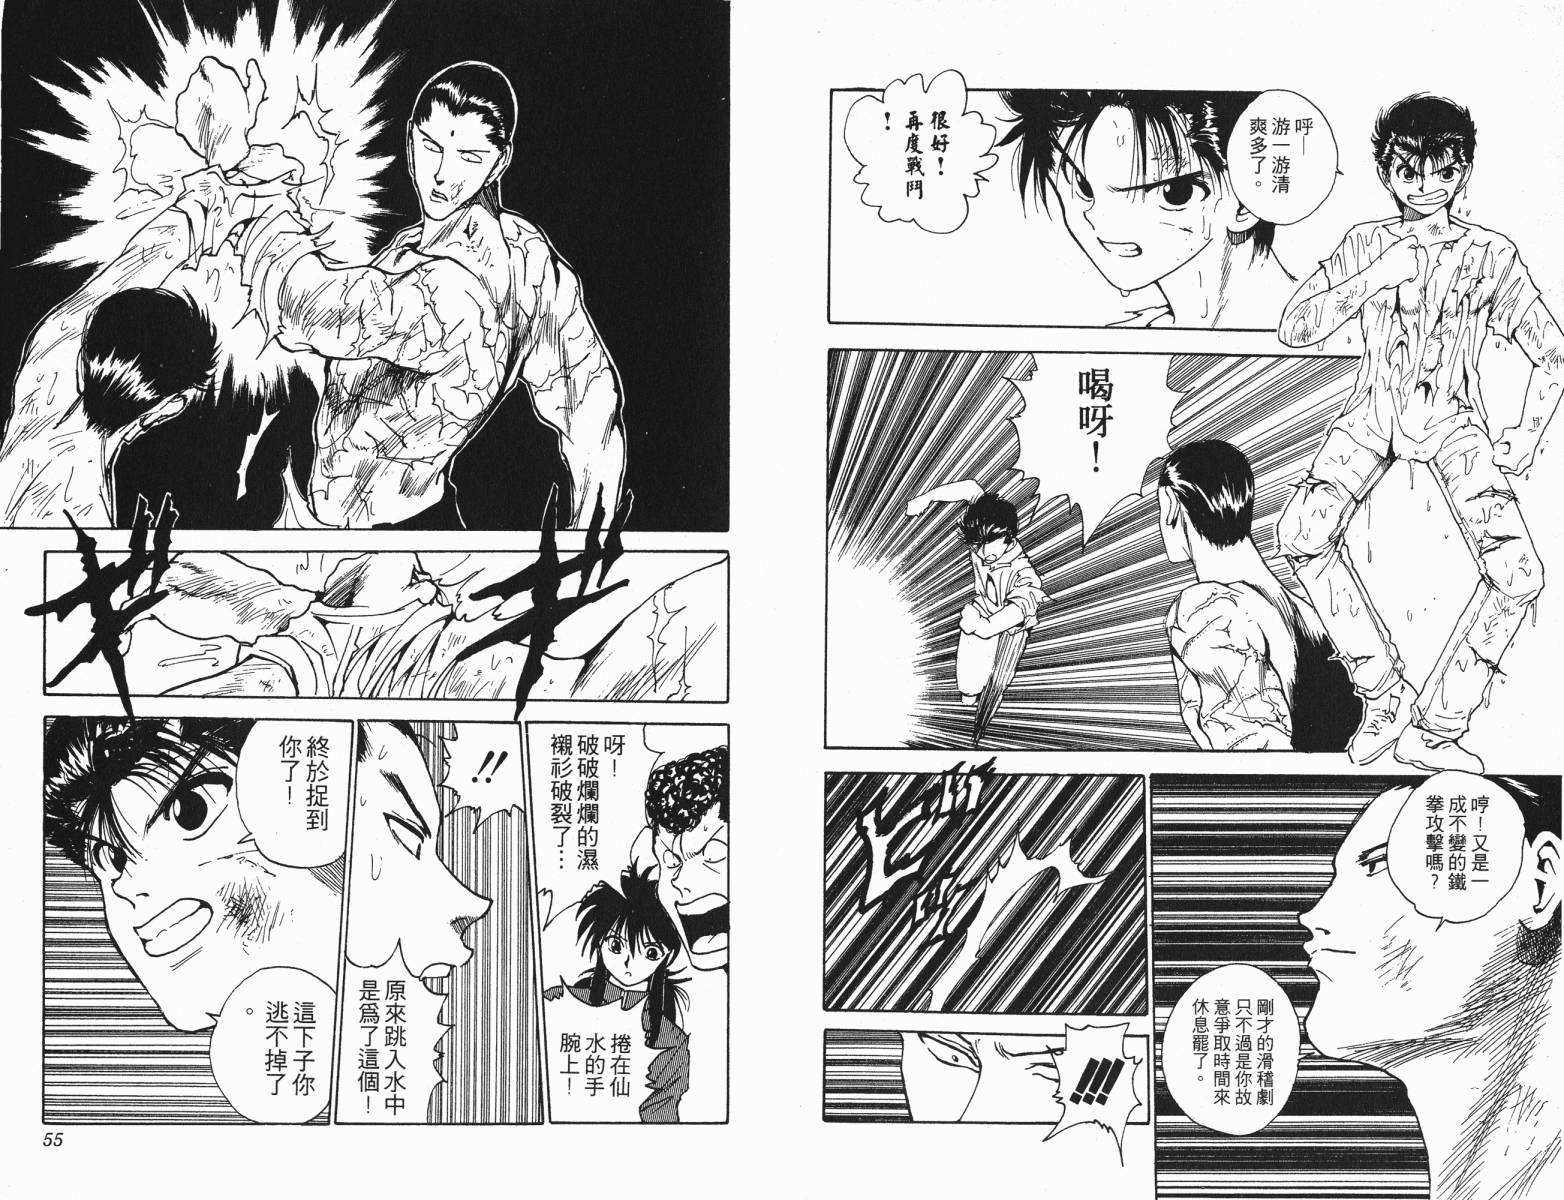 呼—
游一游清
爽多了。
很好！
再度戰鬥
！
喝呀！
哼！又是一
成不變的鐵
拳攻擊嗎？
剛才的滑稽劇
只不過是你故
意爭取時間來
休息罷了。
ビ
!!!!
ギ
ギ
呀！
破破爛爛的濕
襯衫破裂了…
捲在仙
水的手
腕上！
!!
原來跳入水中
是爲了這個！
終於捉到
你了！
這下子你
逃不掉了
。
55